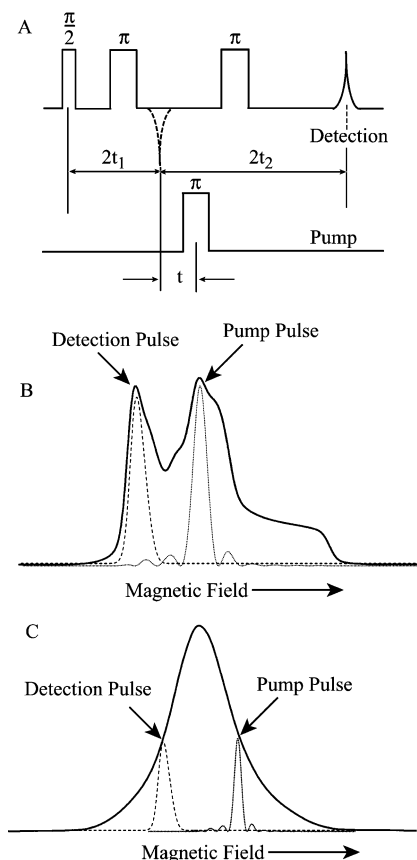 A
π
2
π
π
Detection
2t₁
2t₂
π
Pump
t
Detection Pulse
Pump Pulse
B
Magnetic Field
C
Detection Pulse
Pump Pulse
Magnetic Field